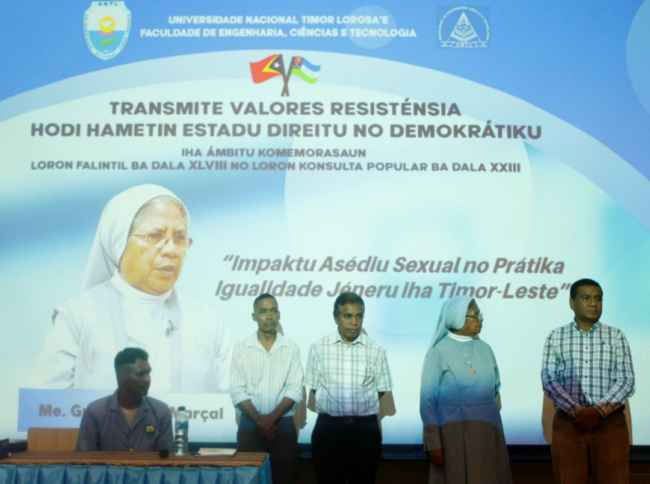 UNTL
UNIVERSIDADE NACIONAL TIMOR LOROSA'E
FACULDADE DE ENGENHARIA, CIÊNCIAS E TECNOLOGIA
TRANSMITE VALORES RESISTÉNSIA
HODI HAMETIN ESTADU DIREITU NO DEMOKRÁTIKU
IHA ÁMBITU KOMEMORASAUN
LORON FALINTIL BA DALA XLVIII NO LORON KONSULTA POPULAR BA DALA XXIII
"Impaktu Asédiu Sexual no Prátika
Igualdade Jéneru iha Timor-Leste"
Me. Marçal